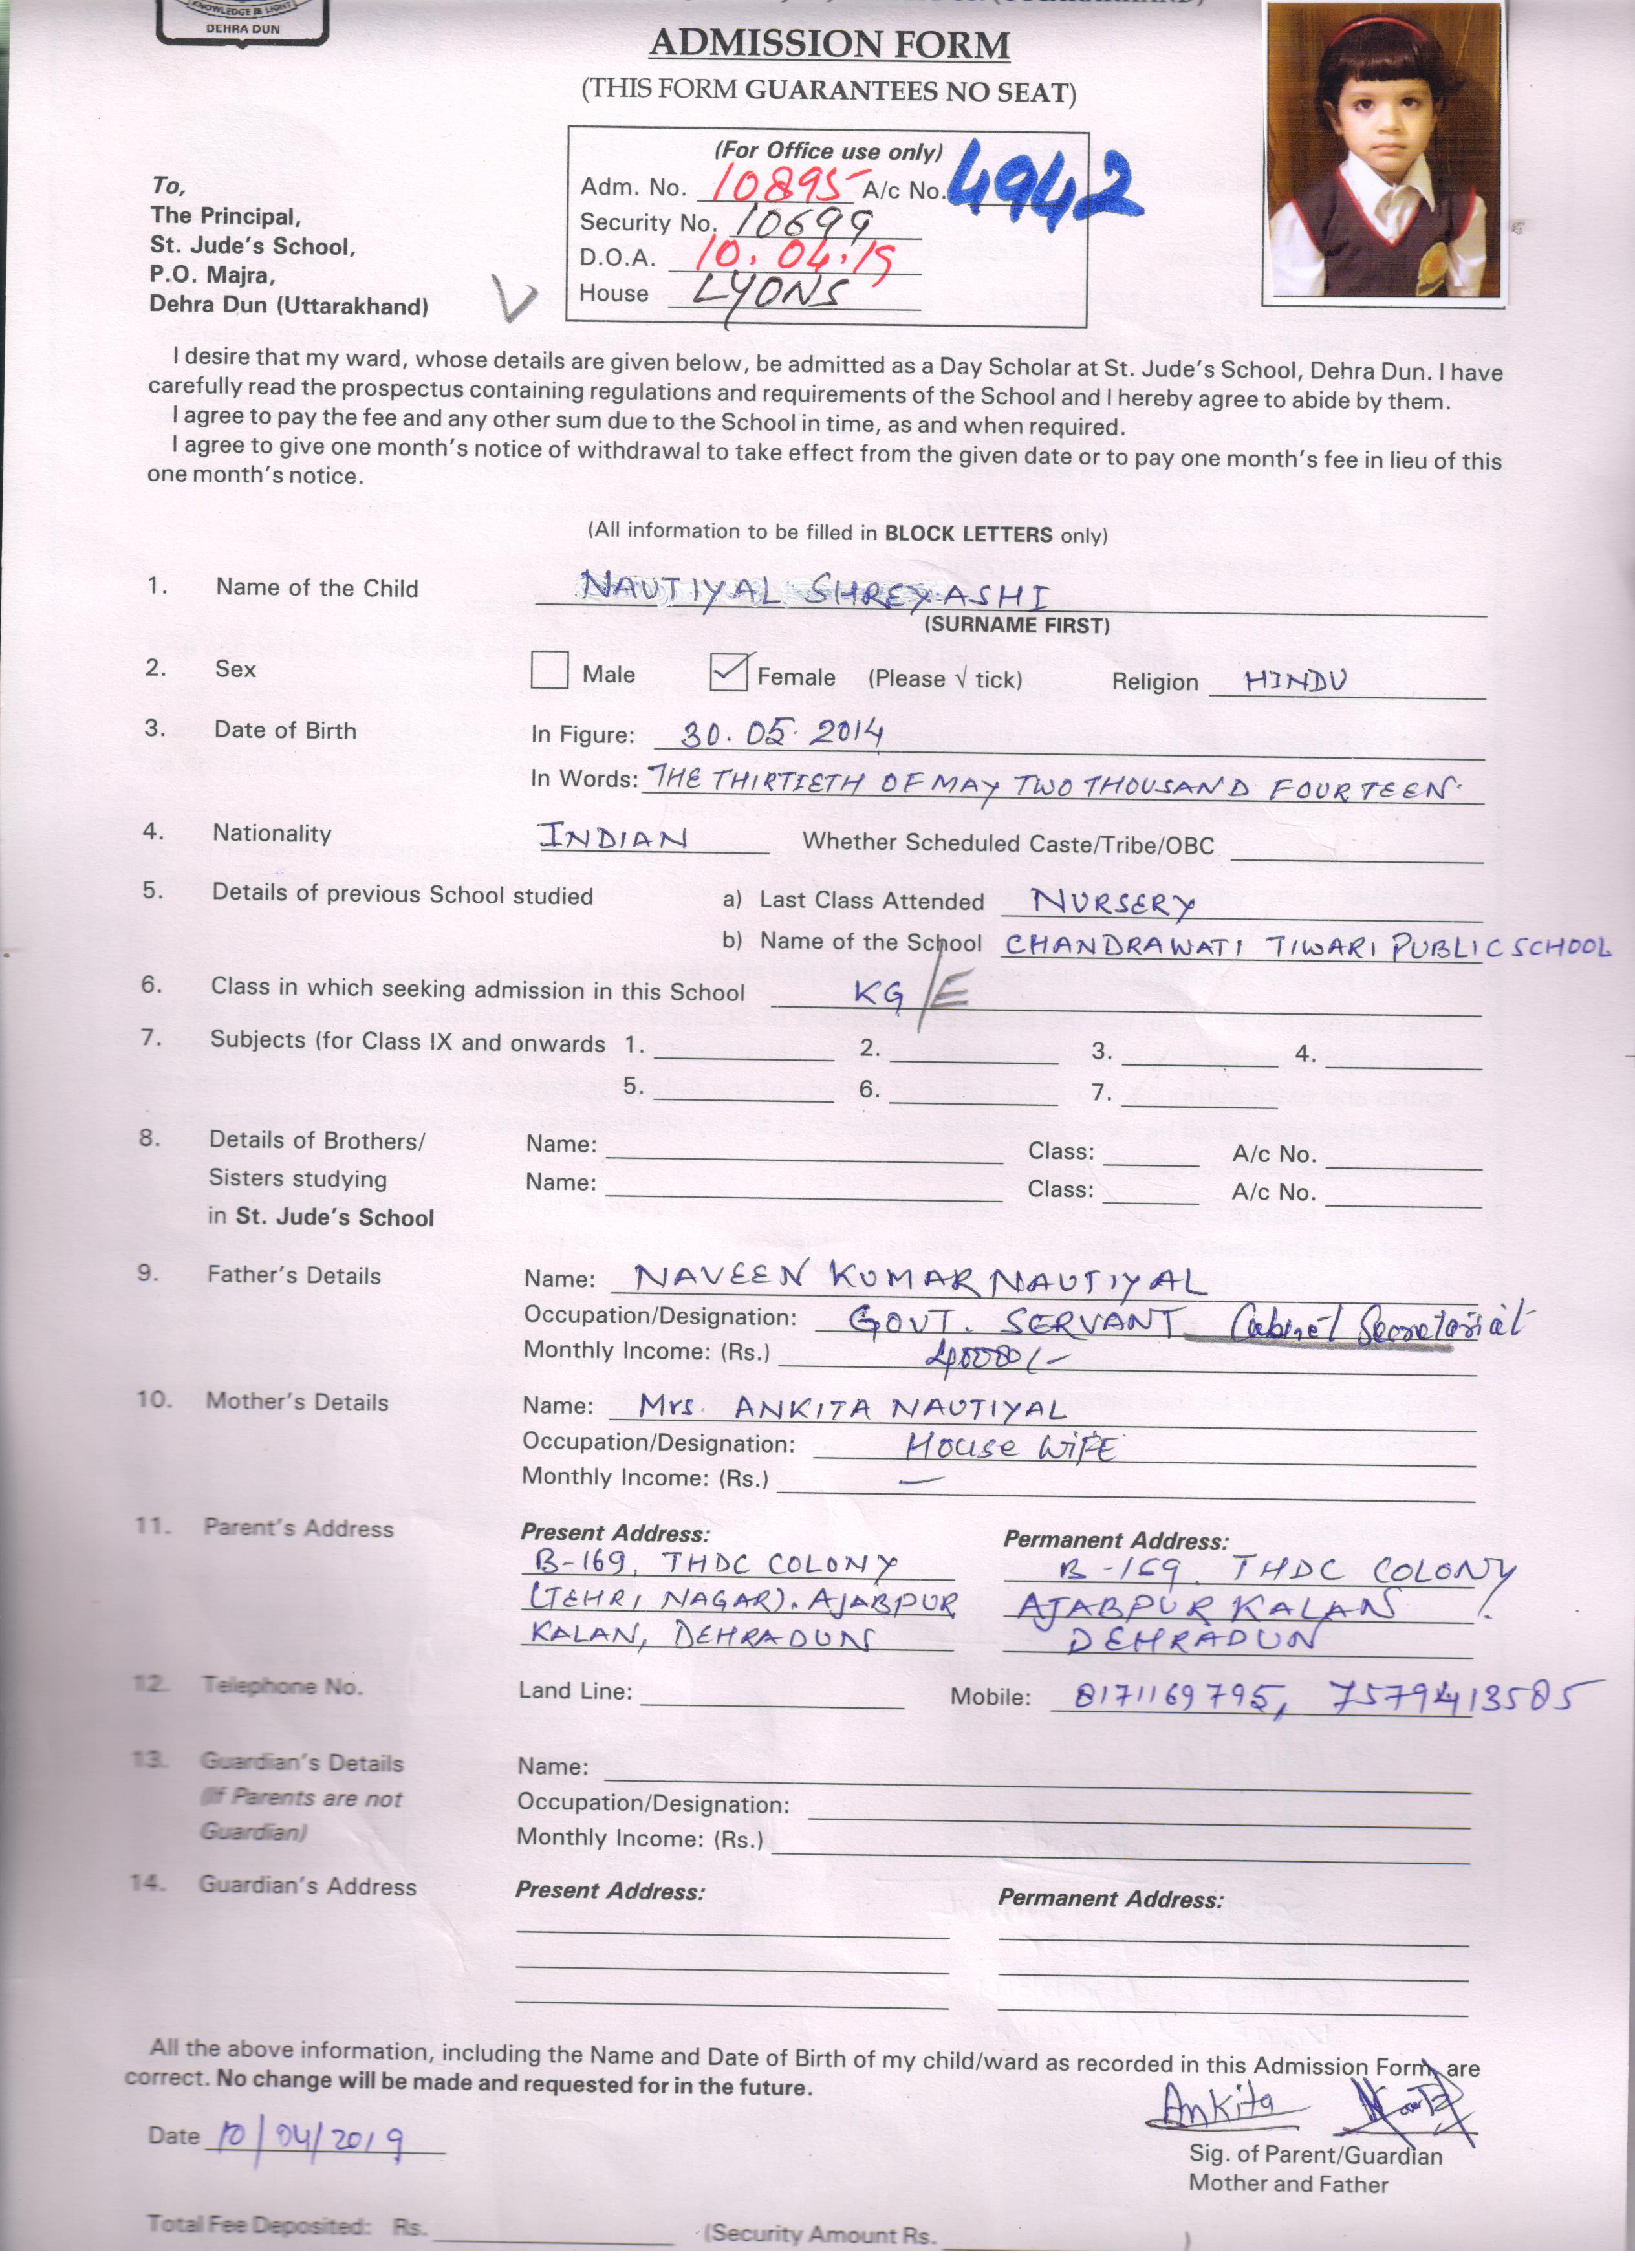 KNOWLEDGE IS LIGHT
DEHRA DUN
ADMISSION FORM
(THIS FORM GUARANTEES NO SEAT)
(For Office use only)
Adm. No. 10895 A/c No. 4942
Security No. 10699
D.O.A. 10.04.19
House LYONS
To,
The Principal,
St. Jude's School,
P.O. Majra,
Dehra Dun (Uttarakhand)
I desire that my ward, whose details are given below, be admitted as a Day Scholar at St. Jude's School, Dehra Dun. I have
carefully read the prospectus containing regulations and requirements of the School and I hereby agree to abide by them.
I agree to pay the fee and any other sum due to the School in time, as and when required.
I agree to give one month's notice of withdrawal to take effect from the given date or to pay one month's fee in lieu of this
one month's notice.
(All information to be filled in BLOCK LETTERS only)
1. Name of the Child NAUTIYAL SHREYASHI
(SURNAME FIRST)
2. Sex Male Female (Please √ tick) Religion HINDU
3. Date of Birth In Figure: 30.05.2014
In Words: THE THIRTIETH OF MAY TWO THOUSAND FOURTEEN.
4. Nationality INDIAN Whether Scheduled Caste/Tribe/OBC
5. Details of previous School studied a) Last Class Attended NURSERY
b) Name of the School CHANDRAWATI TIWARI PUBLIC SCHOOL
6. Class in which seeking admission in this School KG/E
7. Subjects (for Class IX and onwards 1. 2. 3. 4.
5. 6. 7.
8. Details of Brothers/ Name: Class: A/c No.
Sisters studying Name: Class: A/c No.
in St. Jude's School
9. Father's Details Name: NAVEEN KUMAR NAUTIYAL
Occupation/Designation: GOVT. SERVANT Cabinet Secretariat
Monthly Income: (Rs.) 40000/-
10. Mother's Details Name: Mrs. ANKITA NAUTIYAL
Occupation/Designation: House WIFE
Monthly Income: (Rs.) —
11. Parent's Address Present Address: Permanent Address:
B-169, THDC COLONY B-169. THDC COLONY
(TEHRI NAGAR). AJABPUR AJABPUR KALAN
KALAN, DEHRADUN DEHRADUN
12. Telephone No. Land Line: Mobile: 8171169795, 7579413585
13. Guardian's Details Name:
(If Parents are not Occupation/Designation:
Guardian) Monthly Income: (Rs.)
14. Guardian's Address Present Address: Permanent Address:
All the above information, including the Name and Date of Birth of my child/ward as recorded in this Admission Form, are
correct. No change will be made and requested for in the future.
Ankita
Date 10/04/2019
Sig. of Parent/Guardian
Mother and Father
Total Fee Deposited: Rs. (Security Amount Rs. )